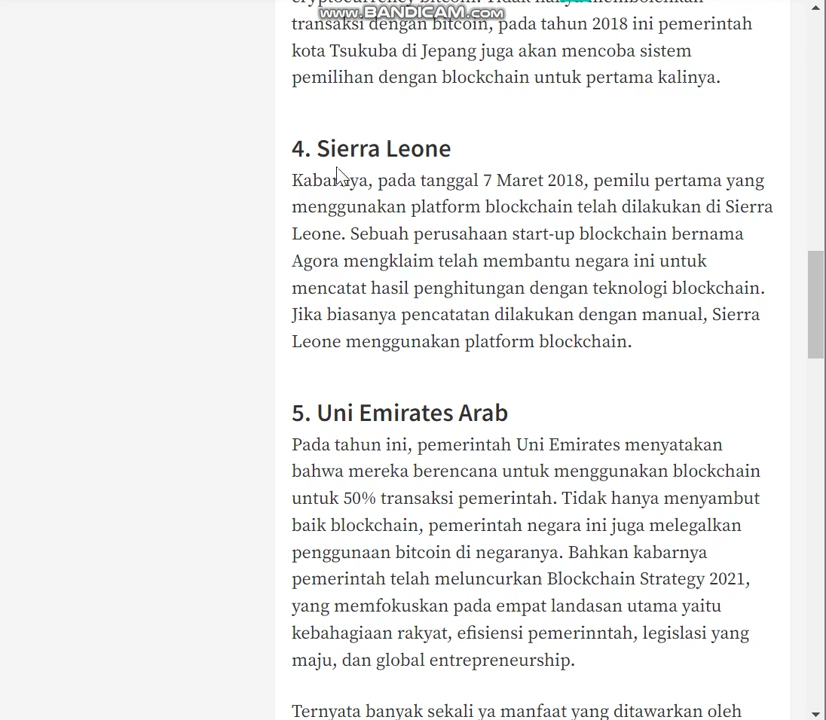 www.BANDICAM.com
transaksi dengan bitcoin, pada tahun 2018 ini pemerintah
kota Tsukuba di Jepang juga akan mencoba sistem
pemilihan dengan blockchain untuk pertama kalinya.
4. Sierra Leone
Kabarnya, pada tanggal 7 Maret 2018, pemilu pertama yang
menggunakan platform blockchain telah dilakukan di Sierra
Leone. Sebuah perusahaan start-up blockchain bernama
Agora mengklaim telah membantu negara ini untuk
mencatat hasil penghitungan dengan teknologi blockchain.
Jika biasanya pencatatan dilakukan dengan manual, Sierra
Leone menggunakan platform blockchain.
5. Uni Emirates Arab
Pada tahun ini, pemerintah Uni Emirates menyatakan
bahwa mereka berencana untuk menggunakan blockchain
untuk 50% transaksi pemerintah. Tidak hanya menyambut
baik blockchain, pemerintah negara ini juga melegalkan
penggunaan bitcoin di negaranya. Bahkan kabarnya
pemerintah telah meluncurkan Blockchain Strategy 2021,
yang memfokuskan pada empat landasan utama yaitu
kebahagiaan rakyat, efisiensi pemerinntah, legislasi yang
maju, dan global entrepreneurship.
Ternyata banyak sekali ya manfaat yang ditawarkan oleh